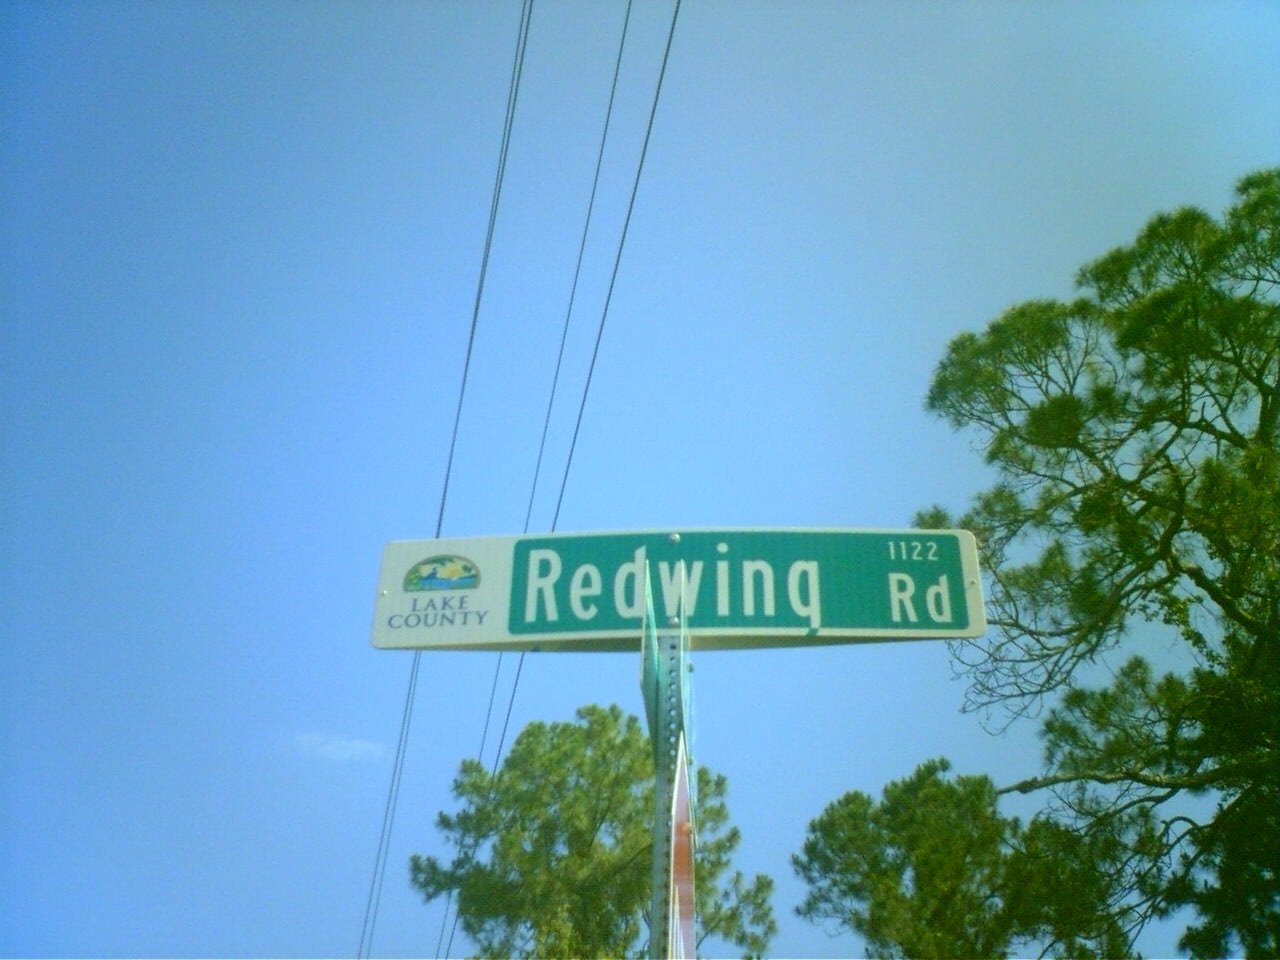 LAKE
COUNTY
Redwing
1122
Rd